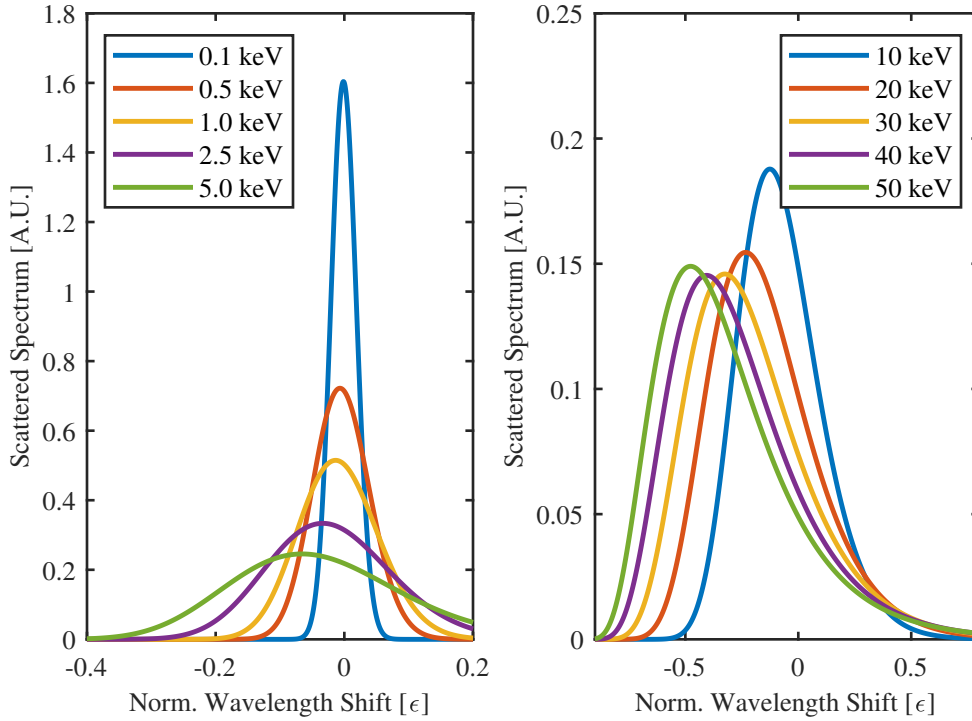 1.8
1.6
1.4
1.2
1
0.8
0.6
0.4
0.2
0
-0.4
-0.2
0
0.2
Scattered Spectrum [A.U.]
Norm. Wavelength Shift [ϵ]
0.1 keV
0.5 keV
1.0 keV
2.5 keV
5.0 keV
0.25
0.2
0.15
0.1
0.05
0
-0.5
0
0.5
Scattered Spectrum [A.U.]
Norm. Wavelength Shift [ϵ]
10 keV
20 keV
30 keV
40 keV
50 keV